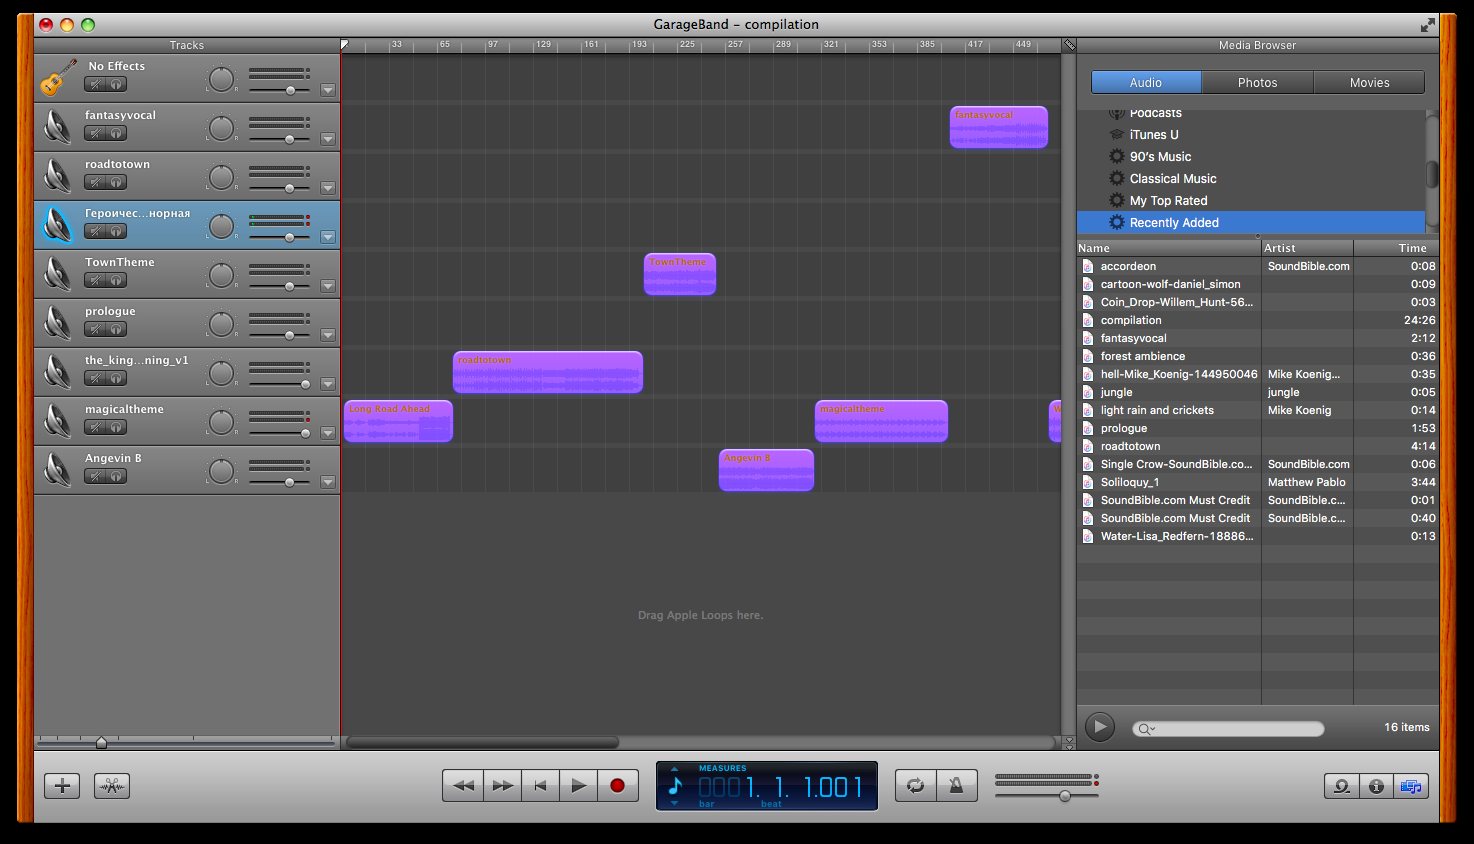 GarageBand – compilation
Tracks
33 65 97 129 161 193 225 257 289 321 353 385 417 449
Media Browser
No Effects
L R
fantasyvocal
L R
roadtotown
L R
Героичес...норная
L R
TownTheme
L R
prologue
L R
the_king...ning_v1
L R
magicaltheme
L R
Angevin B
L R
fantasyvocal
TownTheme
roadtotown
Long Road Ahead
magicaltheme
W
Angevin B
Drag Apple Loops here.
Audio Photos Movies
Podcasts
iTunes U
90's Music
Classical Music
My Top Rated
Recently Added
Name Artist Time
accordeon SoundBible.com 0:08
cartoon-wolf-daniel_simon 0:09
Coin_Drop-Willem_Hunt-56... 0:03
compilation 24:26
fantasyvocal 2:12
forest ambience 0:36
hell-Mike_Koenig-144950046 Mike Koenig... 0:35
jungle jungle 0:05
light rain and crickets Mike Koenig 0:14
prologue 1:53
roadtotown 4:14
Single Crow-SoundBible.co... SoundBible.com 0:06
Soliloquy_1 Matthew Pablo 3:44
SoundBible.com Must Credit SoundBible.c... 0:01
SoundBible.com Must Credit SoundBible.c... 0:40
Water-Lisa_Redfern-18886... 0:13
16 items
MEASURES
0001. 1. 1.001
bar beat